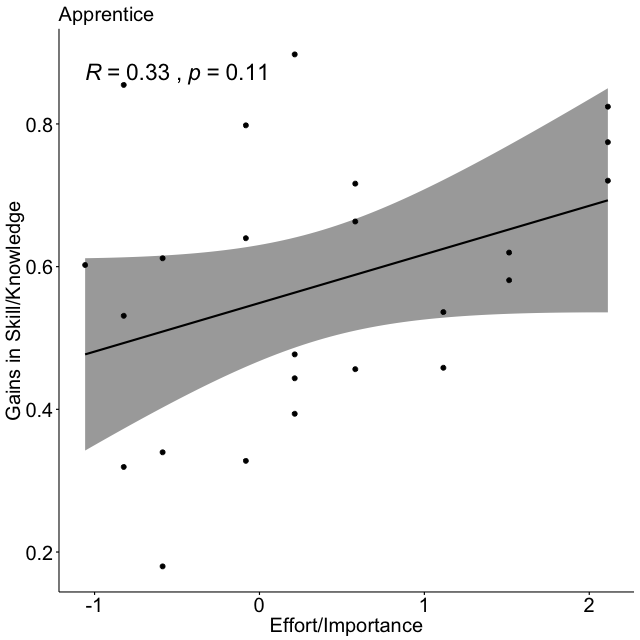 Apprentice
R = 0.33 , p = 0.11
Gains in Skill/Knowledge
0.8
0.6
0.4
0.2
-1 0 1 2
Effort/Importance